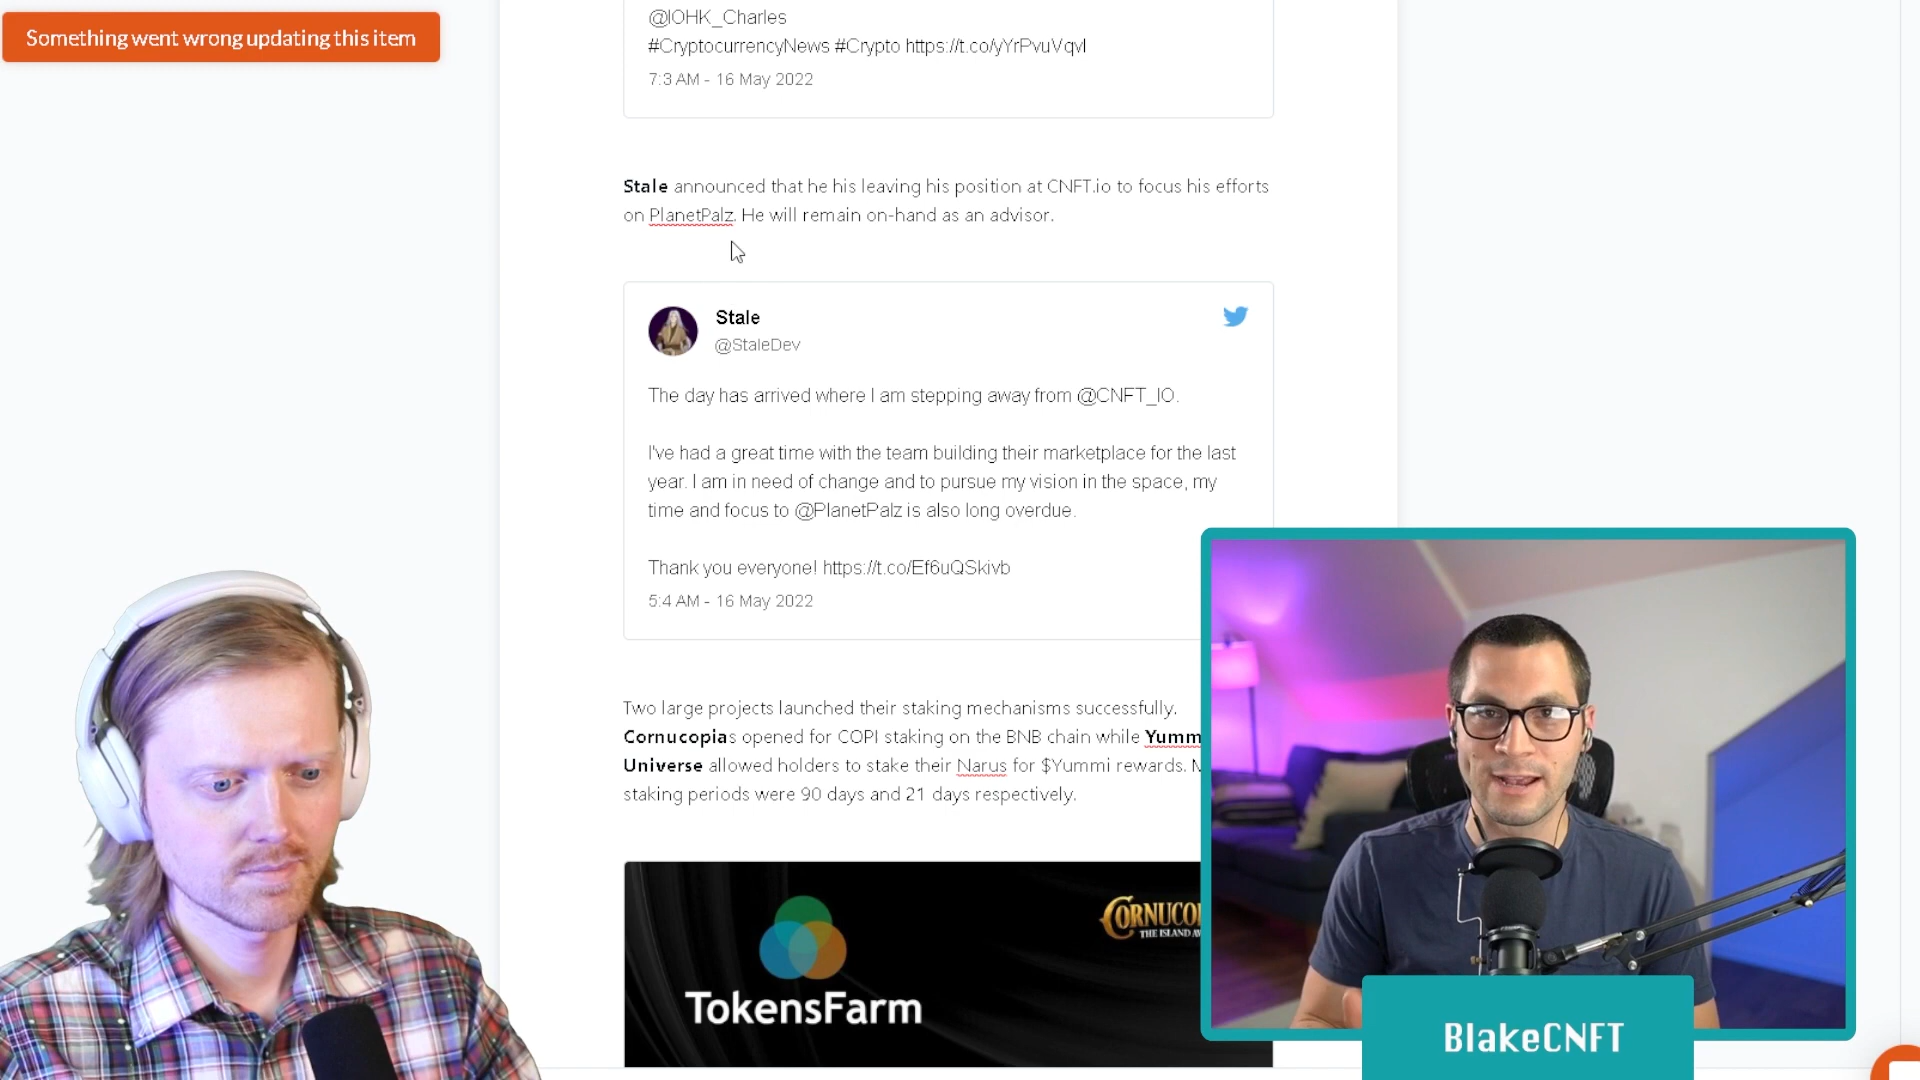 Something went wrong updating this item
@IOHK_Charles
#CryptocurrencyNews #Crypto https://t.co/yYrPvuVqvl
7:3 AM - 16 May 2022
Stale announced that he his leaving his position at CNFT.io to focus his efforts
on PlanetPalz. He will remain on-hand as an advisor.
Stale
@StaleDev
The day has arrived where I am stepping away from @CNFT_IO.
I've had a great time with the team building their marketplace for the last
year. I am in need of change and to pursue my vision in the space, my
time and focus to @PlanetPalz is also long overdue.
Thank you everyone! https://t.co/Ef6uQSkivb
5:4 AM - 16 May 2022
Two large projects launched their staking mechanisms successfully.
Cornucopias opened for COPI staking on the BNB chain while Yumm
Universe allowed holders to stake their Narus for $Yummi rewards.
staking periods were 90 days and 21 days respectively.
CORNUCO
THE ISLAND
TokensFarm
BlakeCNFT